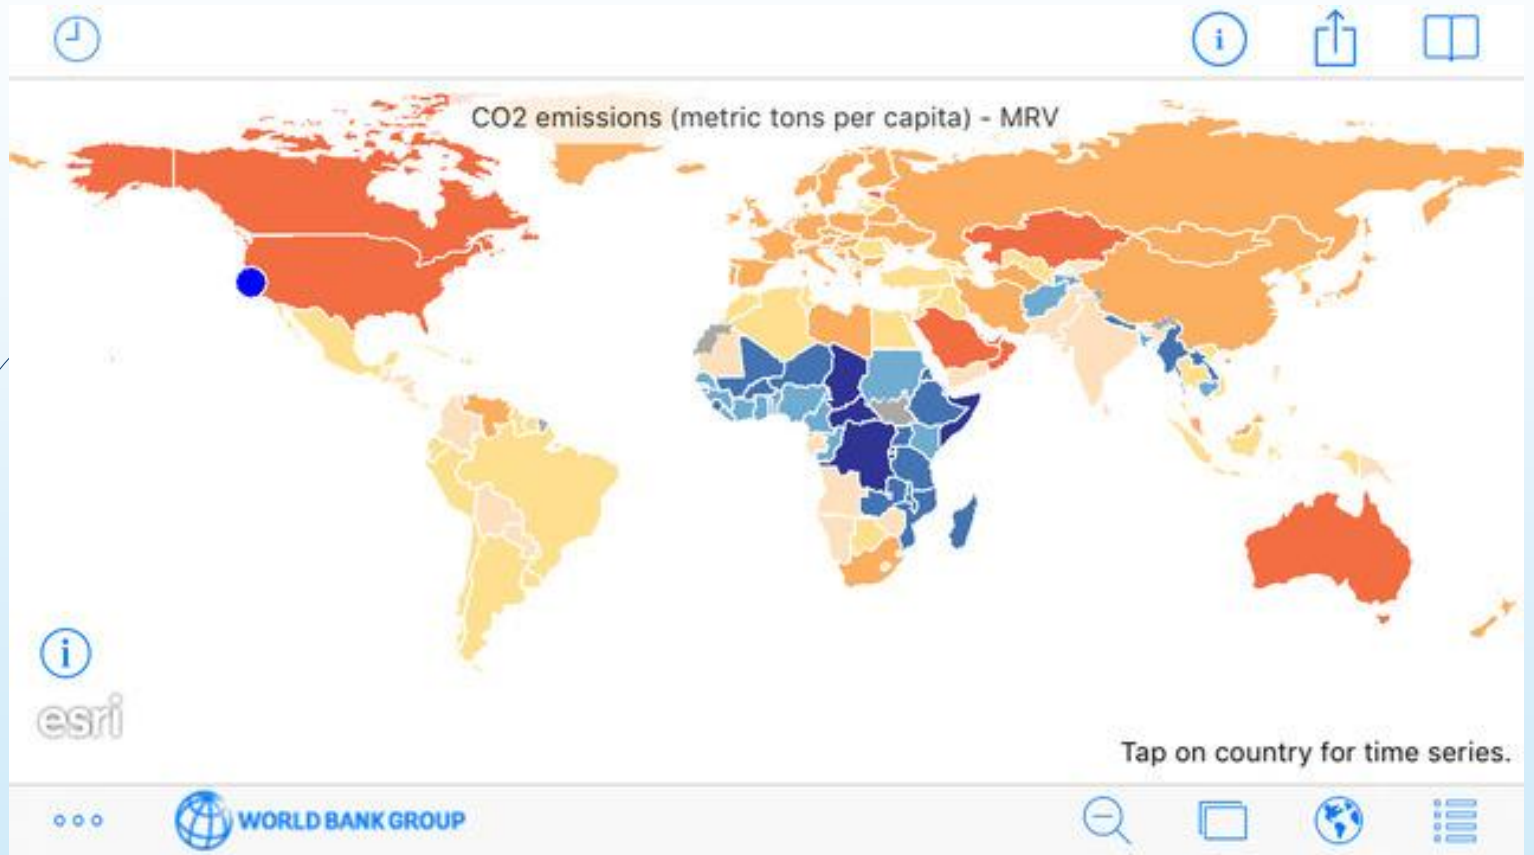 CO2 emissions (metric tons per capita) - MRV
esri
Tap on country for time series.
WORLD BANK GROUP